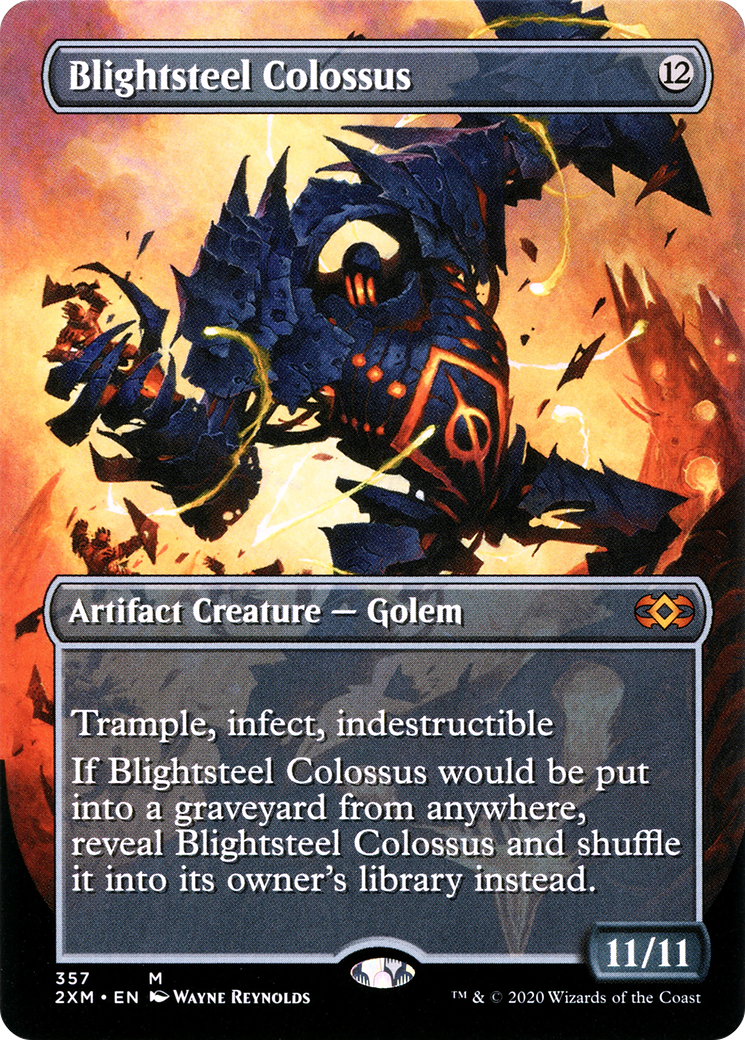 Blightsteel Colossus 12
Artifact Creature — Golem
Trample, infect, indestructible
If Blightsteel Colossus would be put
into a graveyard from anywhere,
reveal Blightsteel Colossus and shuffle
it into its owner's library instead.
11/11
357 M
2XM • EN Wayne Reynolds
™ & © 2020 Wizards of the Coast